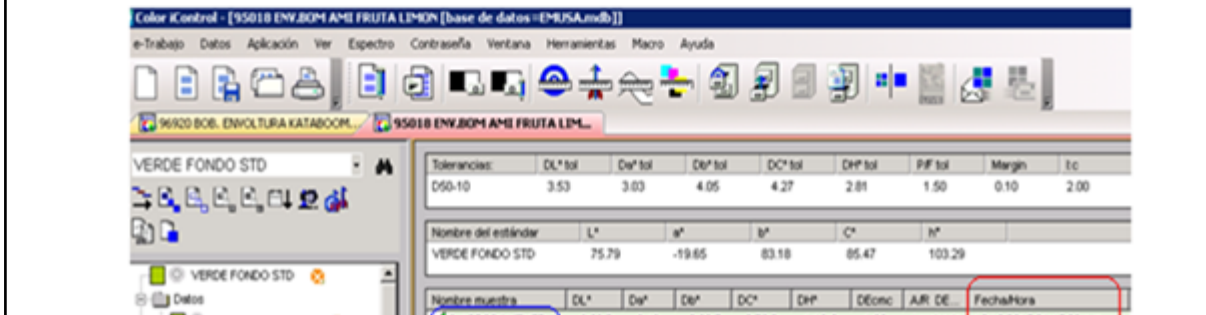 Color iControl - [95018 ENV.BOM AMI FRUTA LIMON [base de datos=EMUSA.mdb]]
e-Trabajo Datos Aplicación Ver Espectro Contraseña Ventana Herramientas Macro Ayuda
96920 BOB. ENVOLTURA KATABOOM... 95018 ENV.BOM AMI FRUTA LIM...
VERDE FONDO STD
Tolerancias: DL* tol Da* tol Db* tol DC* tol DH* tol P/F tol Margin l:c
D50-10 3.53 3.03 4.05 4.27 2.81 1.50 0.10 2.00
Nombre del estándar L* a* b* C* h*
VERDE FONDO STD 75.79 -19.65 83.18 85.47 103.29
VERDE FONDO STD
Datos
Nombre muestra DL* Da* Db* DC* DH* DEcmc A/R DE... Fecha/Hora